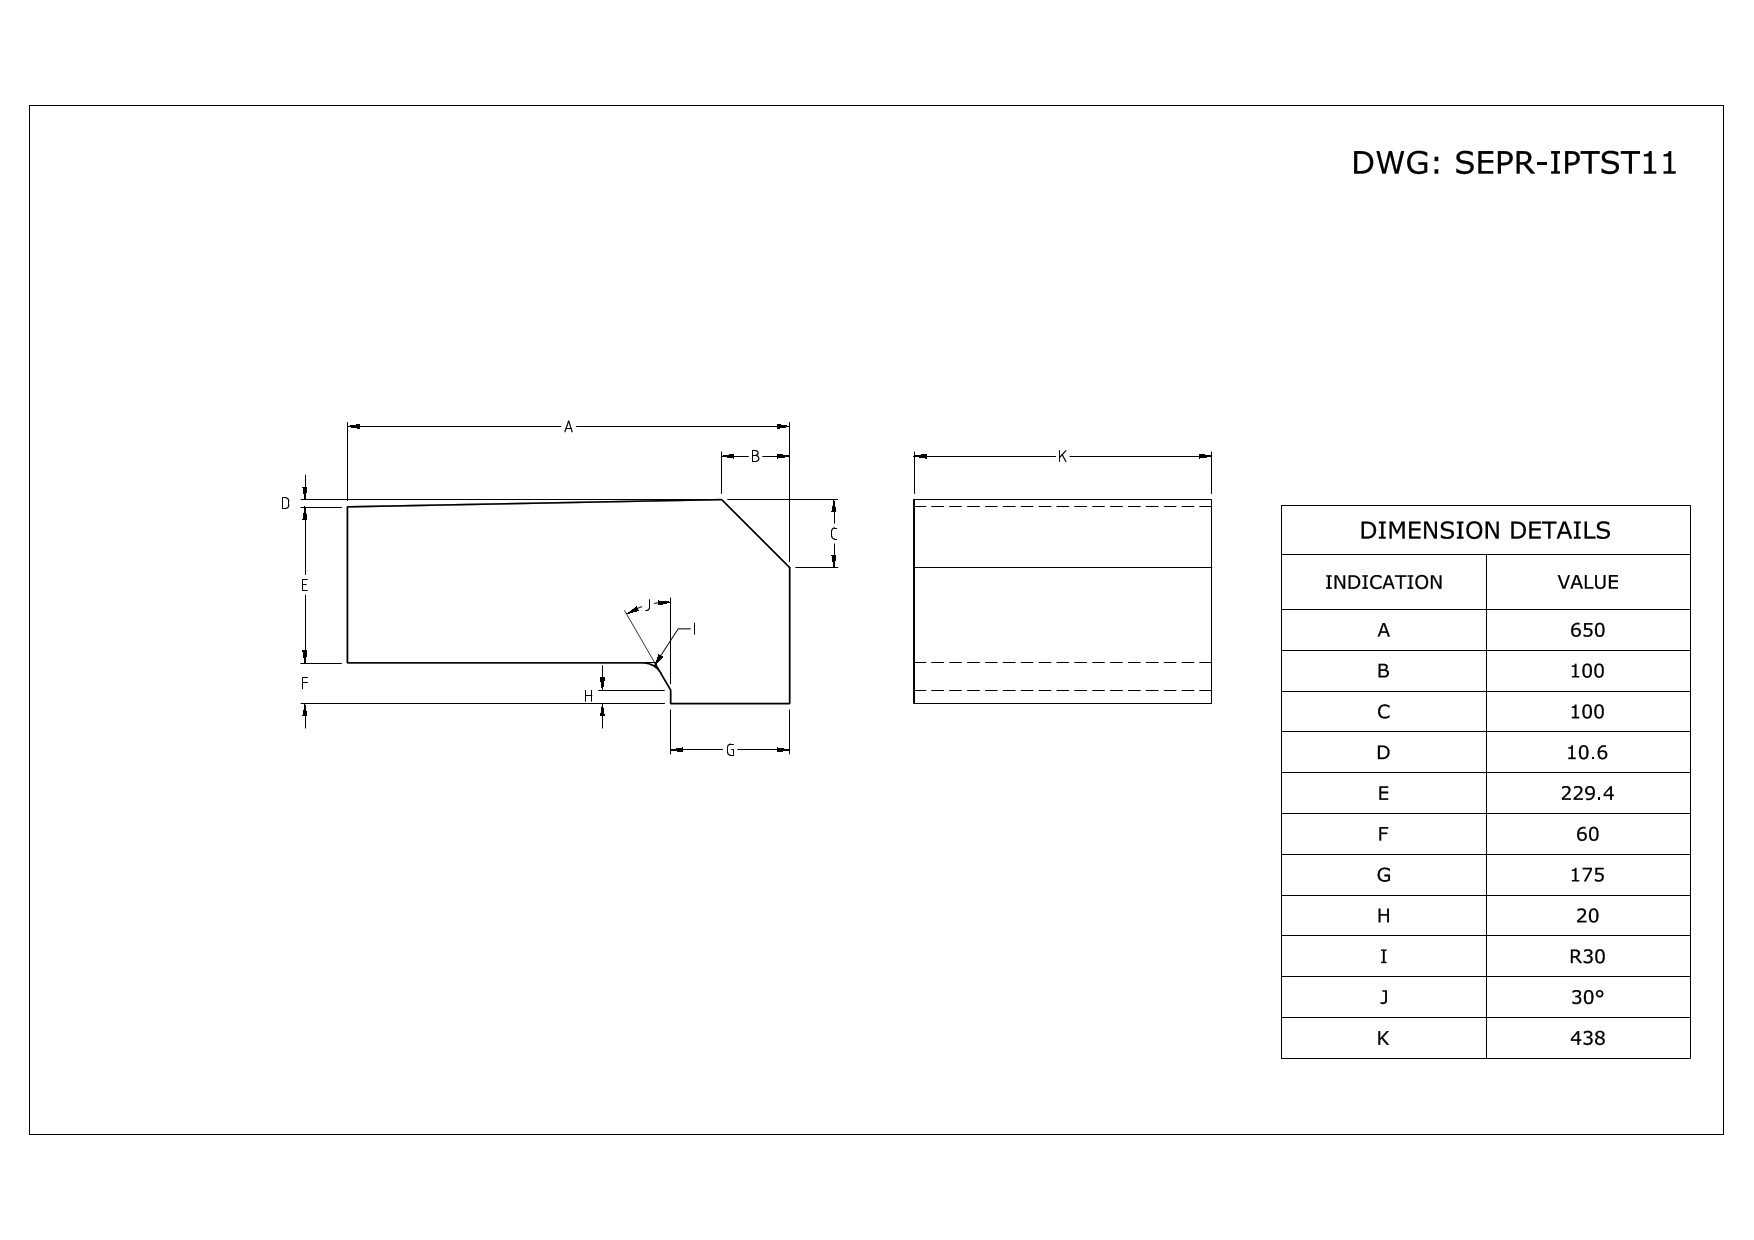 DWG: SEPR-IPTST11
A
B
K
D
C
E
J
I
F
H
G
DIMENSION DETAILS
INDICATION VALUE
A 650
B 100
C 100
D 10.6
E 229.4
F 60
G 175
H 20
I R30
J 30°
K 438